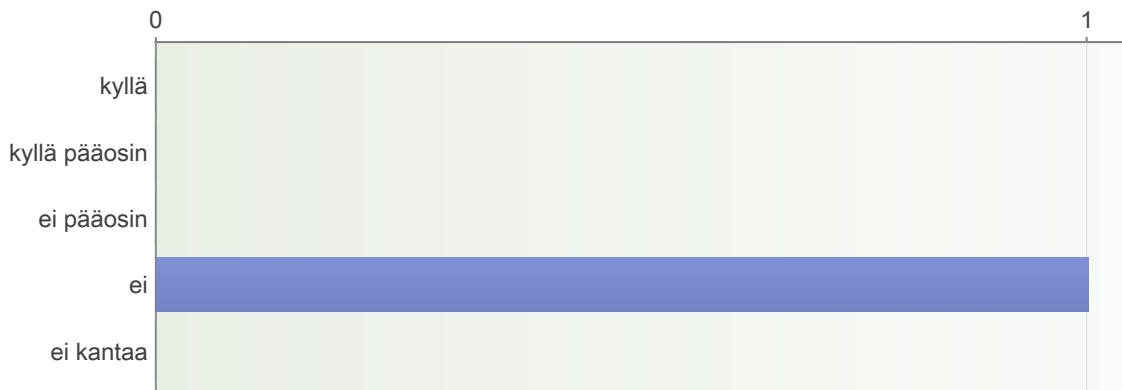 0 1
kyllä
kyllä pääosin
ei pääosin
ei
ei kantaa